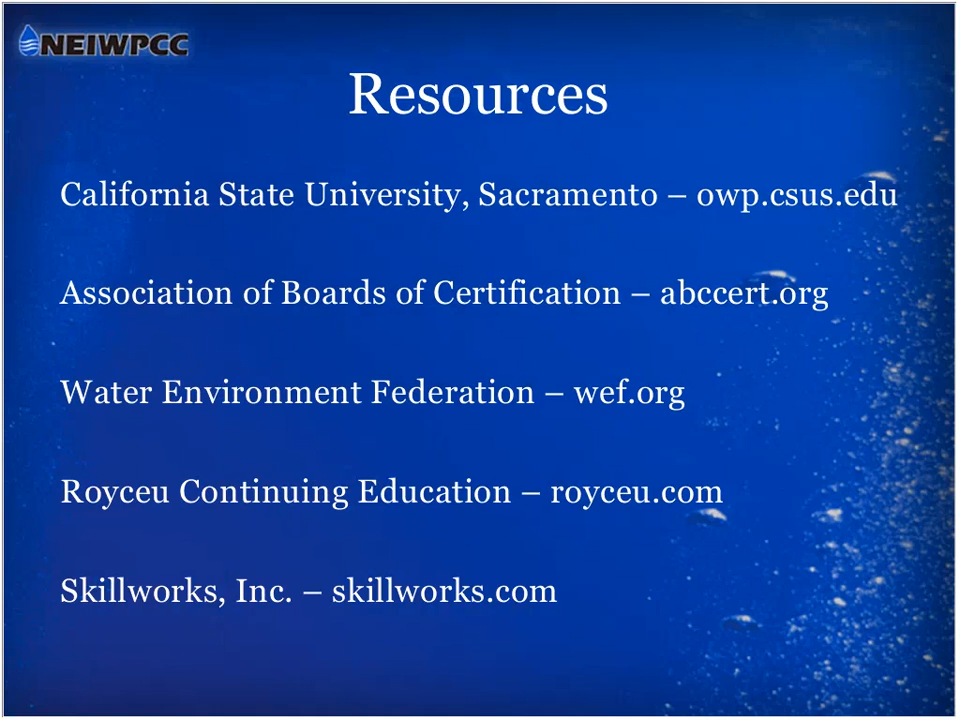 NEIWPCC
Resources
California State University, Sacramento – owp.csus.edu
Association of Boards of Certification – abccert.org
Water Environment Federation – wef.org
Royceu Continuing Education – royceu.com
Skillworks, Inc. – skillworks.com